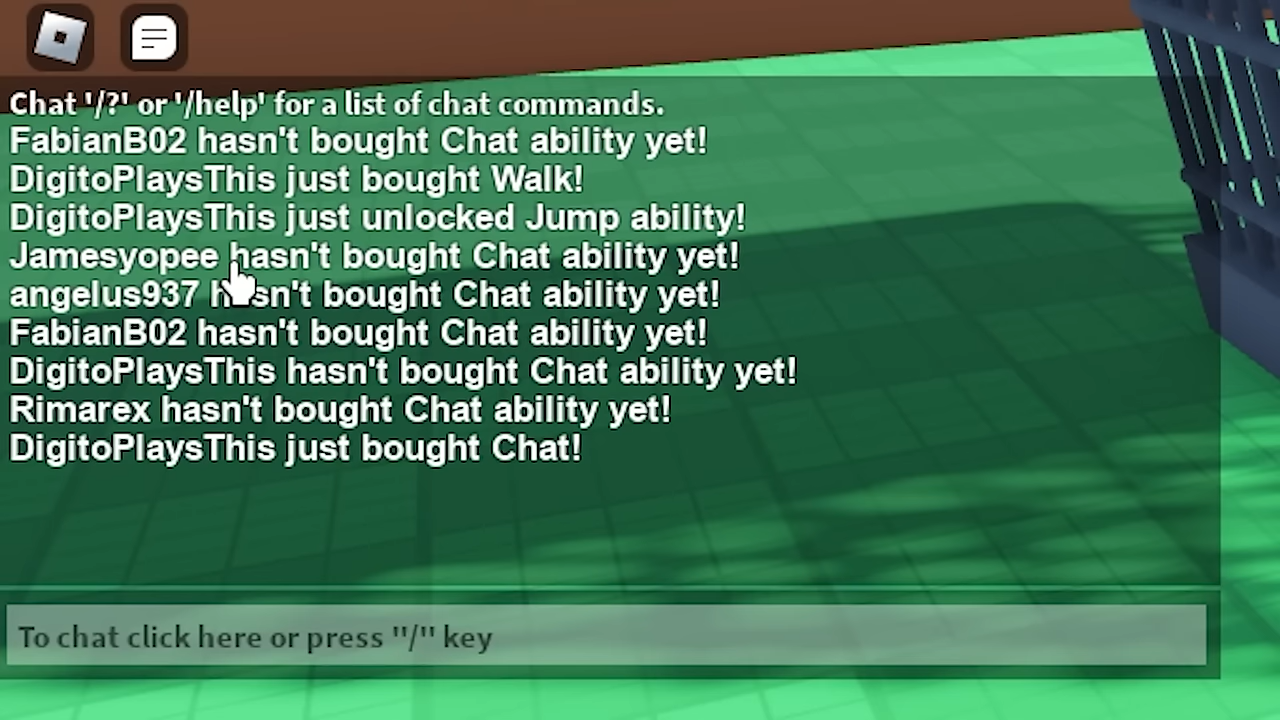 Chat '/?' or '/help' for a list of chat commands.
FabianB02 hasn't bought Chat ability yet!
DigitoPlaysThis just bought Walk!
DigitoPlaysThis just unlocked Jump ability!
Jamesyopee hasn't bought Chat ability yet!
angelus937 hasn't bought Chat ability yet!
FabianB02 hasn't bought Chat ability yet!
DigitoPlaysThis hasn't bought Chat ability yet!
Rimarex hasn't bought Chat ability yet!
DigitoPlaysThis just bought Chat!
To chat click here or press "/" key